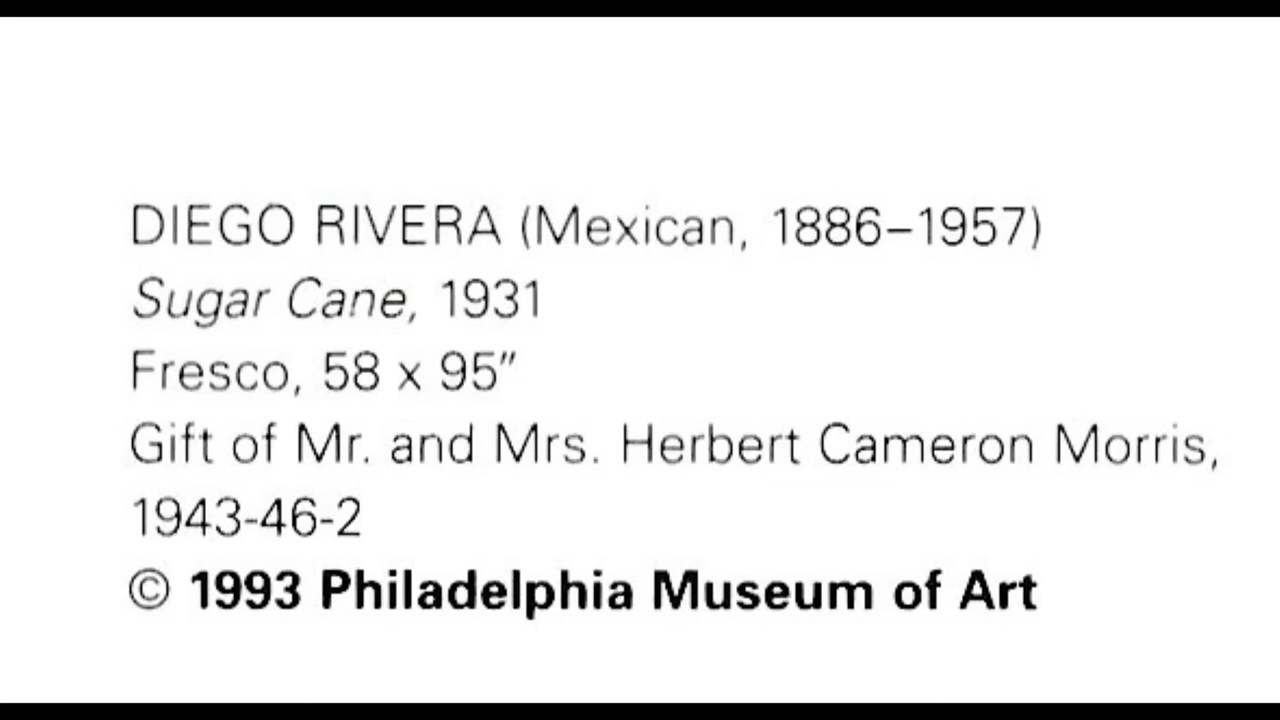 DIEGO RIVERA (Mexican, 1886–1957)
Sugar Cane, 1931
Fresco, 58 x 95″
Gift of Mr. and Mrs. Herbert Cameron Morris,
1943-46-2
© 1993 Philadelphia Museum of Art